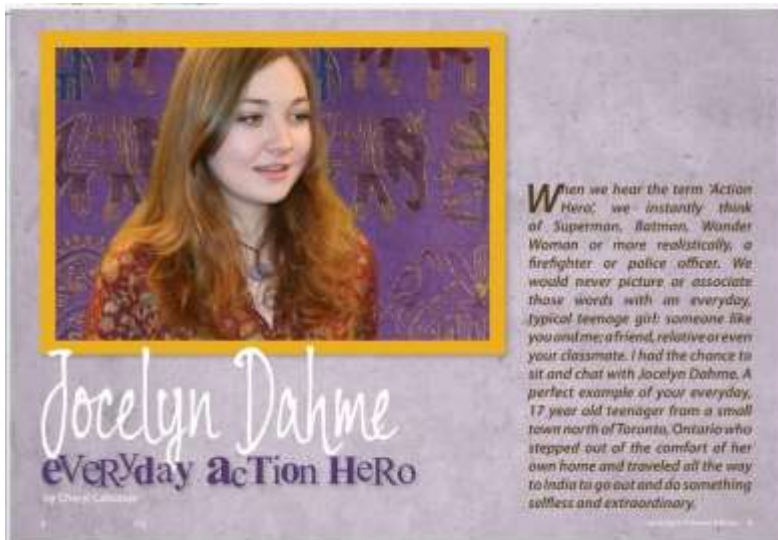 Jocelyn Dahme
eVeRyday acTion HeRo
by Cheryl
When we hear the term 'Action
Hero', we instantly think
of Superman, Batman, Wonder
Woman or more realistically, a
firefighter or police officer. We
would never picture or associate
those words with an everyday,
typical teenage girl: someone like
you and me; a friend, relative or even
your classmate. I had the chance to
sit and chat with Jocelyn Dahme. A
perfect example of your everyday,
17 year old teenager from a small
town north of Toronto, Ontario who
stepped out of the comfort of her
own home and traveled all the way
to India to go out and do something
selfless and extraordinary.